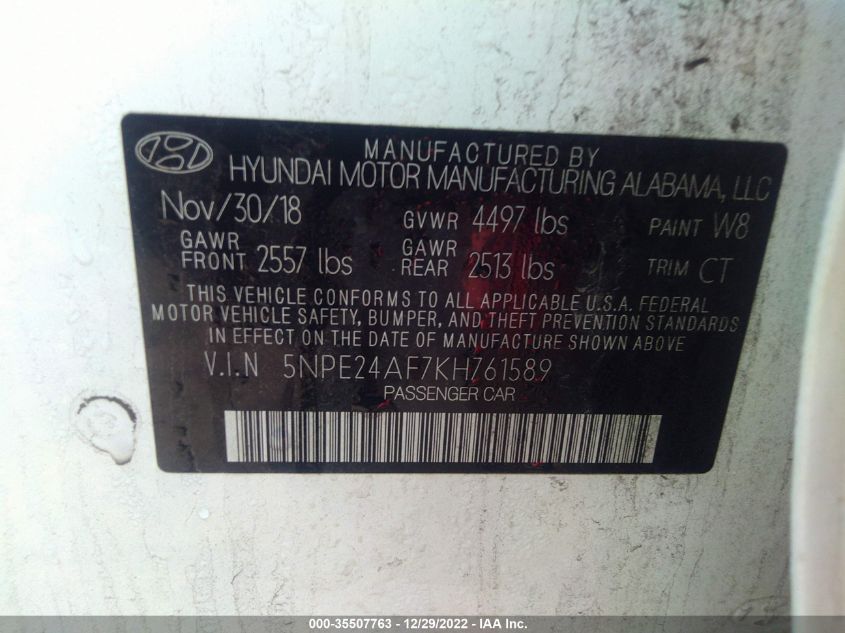 MANUFACTURED BY
HYUNDAI MOTOR MANUFACTURING ALABAMA, LLC
Nov/30/18 GVWR 4497 lbs PAINT W8
GAWR FRONT 2557 lbs GAWR REAR 2513 lbs TRIM CT
THIS VEHICLE CONFORMS TO ALL APPLICABLE U.S.A. FEDERAL
MOTOR VEHICLE SAFETY, BUMPER, AND THEFT PREVENTION STANDARDS
IN EFFECT ON THE DATE OF MANUFACTURE SHOWN ABOVE
V.I.N 5NPE24AF7KH761589
PASSENGER CAR
000-35507763 - 12/29/2022 - IAA Inc.